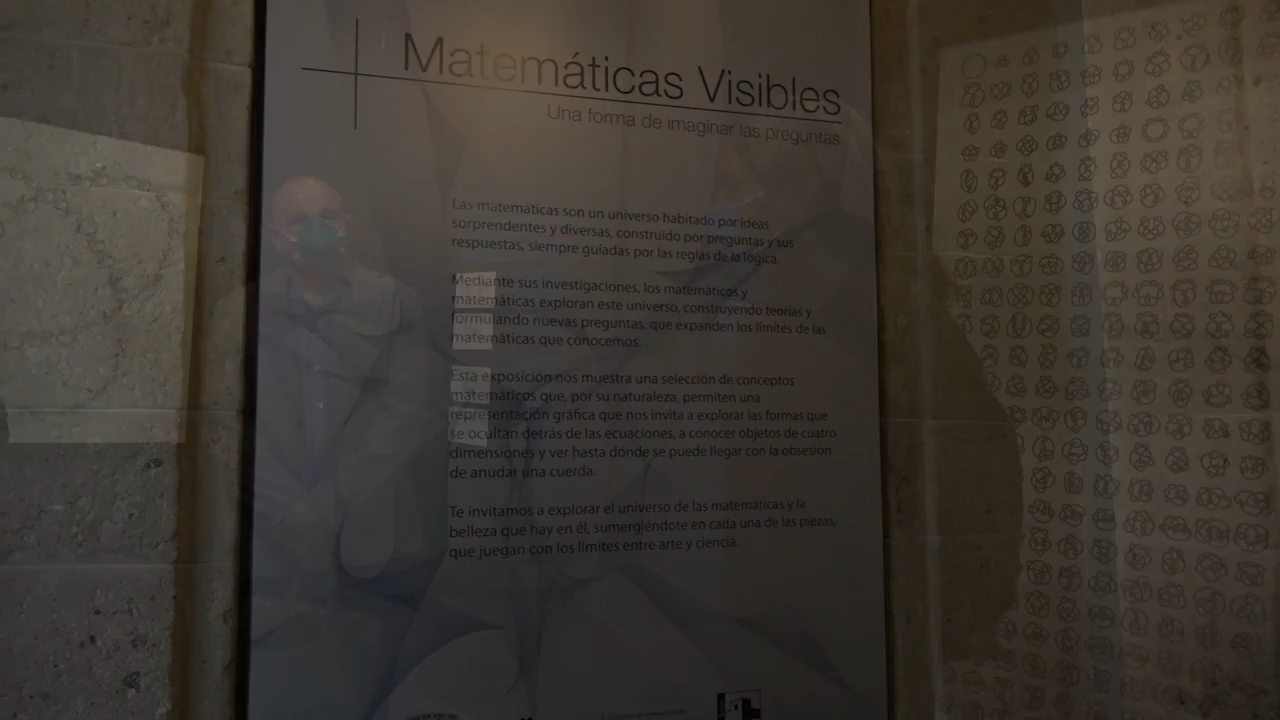 Matemáticas Visibles
Una forma de imaginar las preguntas
Las matemáticas son un universo habitado por ideas
sorprendentes y diversas, construido por preguntas y sus
respuestas, siempre guiadas por las reglas de la lógica.
Mediante sus investigaciones, los matemáticos y
matemáticas exploran este universo, construyendo teorías y
formulando nuevas preguntas, que expanden los límites de las
matemáticas que conocemos.
Esta exposición nos muestra una selección de conceptos
matemáticos que, por su naturaleza, permiten una
representación gráfica que nos invita a explorar las formas que
se ocultan detrás de las ecuaciones, a conocer objetos de cuatro
dimensiones y ver hasta dónde se puede llegar con la obsesión
de anudar una cuerda.
Te invitamos a explorar el universo de las matemáticas y la
belleza que hay en él, sumergiéndote en cada una de las piezas,
que juegan con los límites entre arte y ciencia.